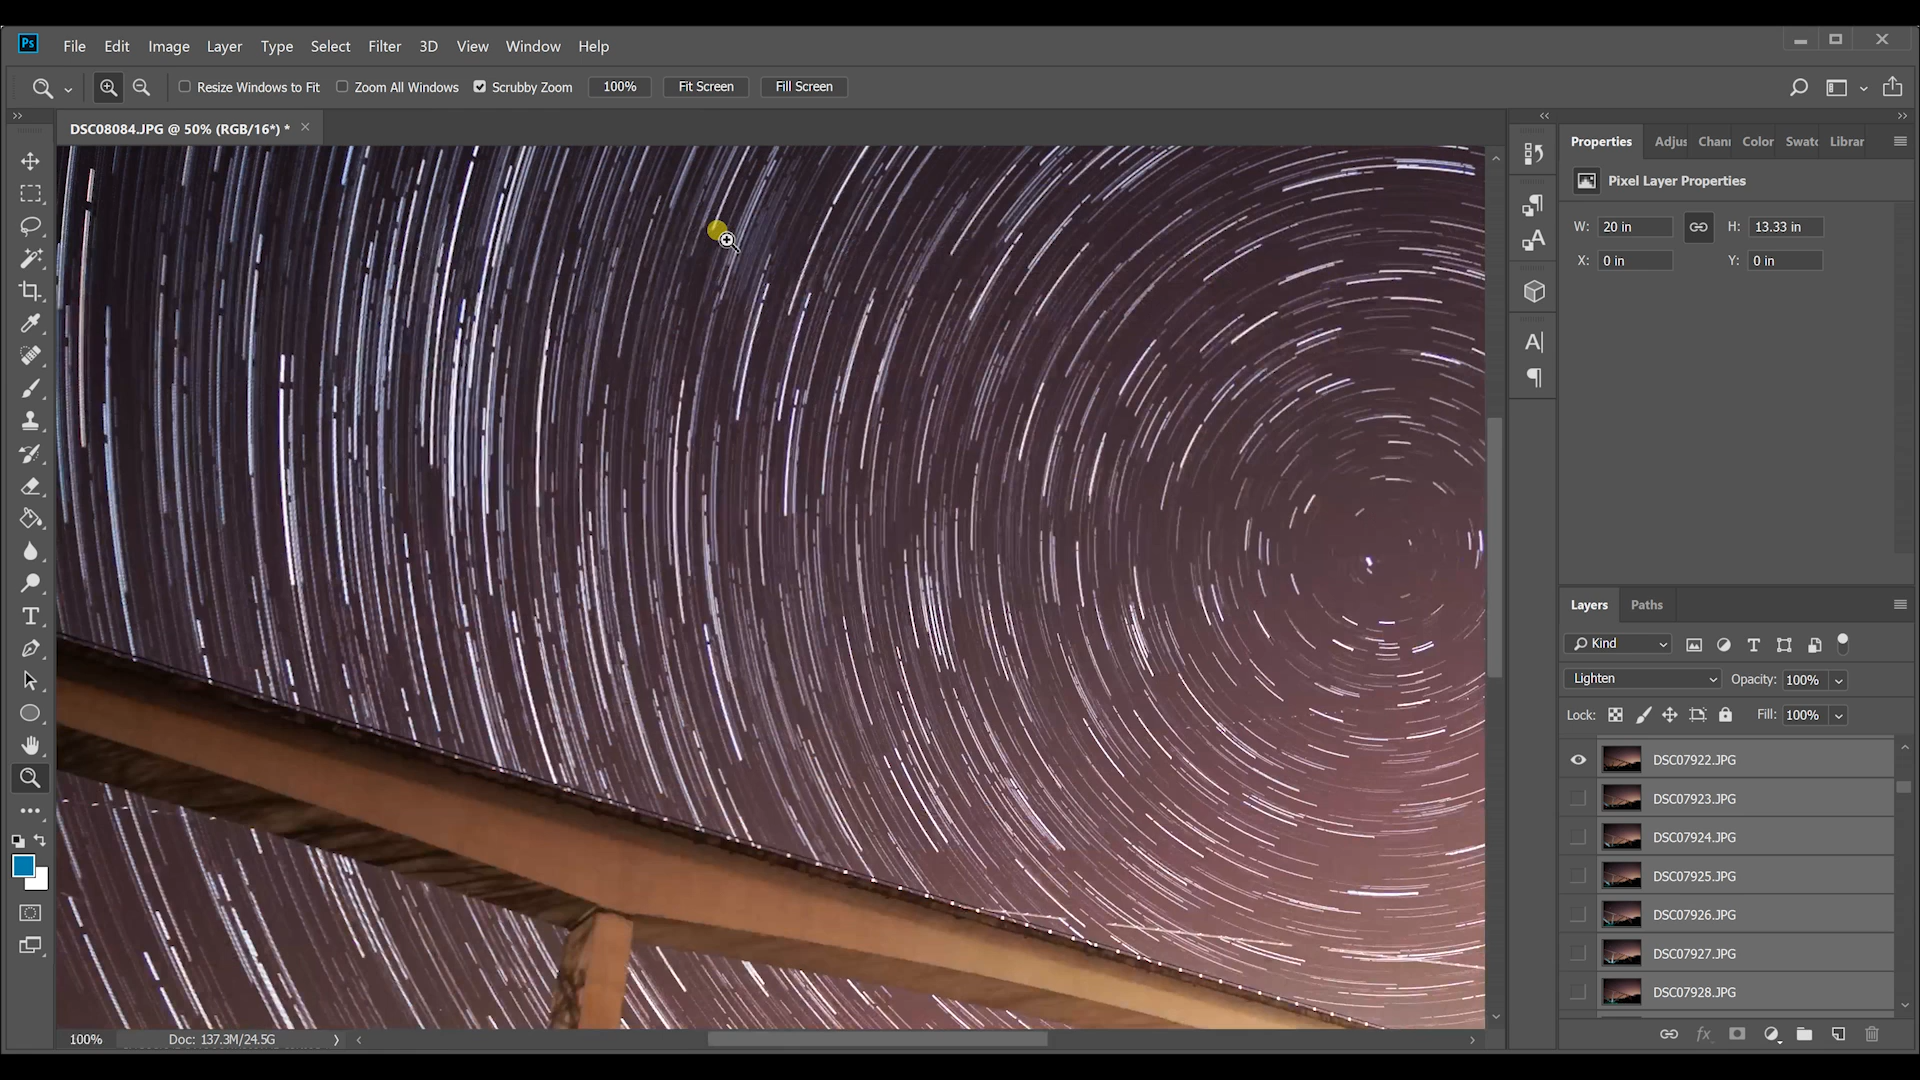 Ps File Edit Image Layer Type Select Filter 3D View Window Help
Resize Windows to Fit Zoom All Windows Scrubby Zoom 100% Fit Screen Fill Screen
DSC08084.JPG @ 50% (RGB/16*) *
Properties Adjus Chann Color Swatc Librar
Pixel Layer Properties
W: 20 in H: 13.33 in
X: 0 in Y: 0 in
Layers Paths
Kind
Lighten Opacity: 100%
Lock: Fill: 100%
DSC07922.JPG
DSC07923.JPG
DSC07924.JPG
DSC07925.JPG
DSC07926.JPG
DSC07927.JPG
DSC07928.JPG
100% Doc: 137.3M/24.5G